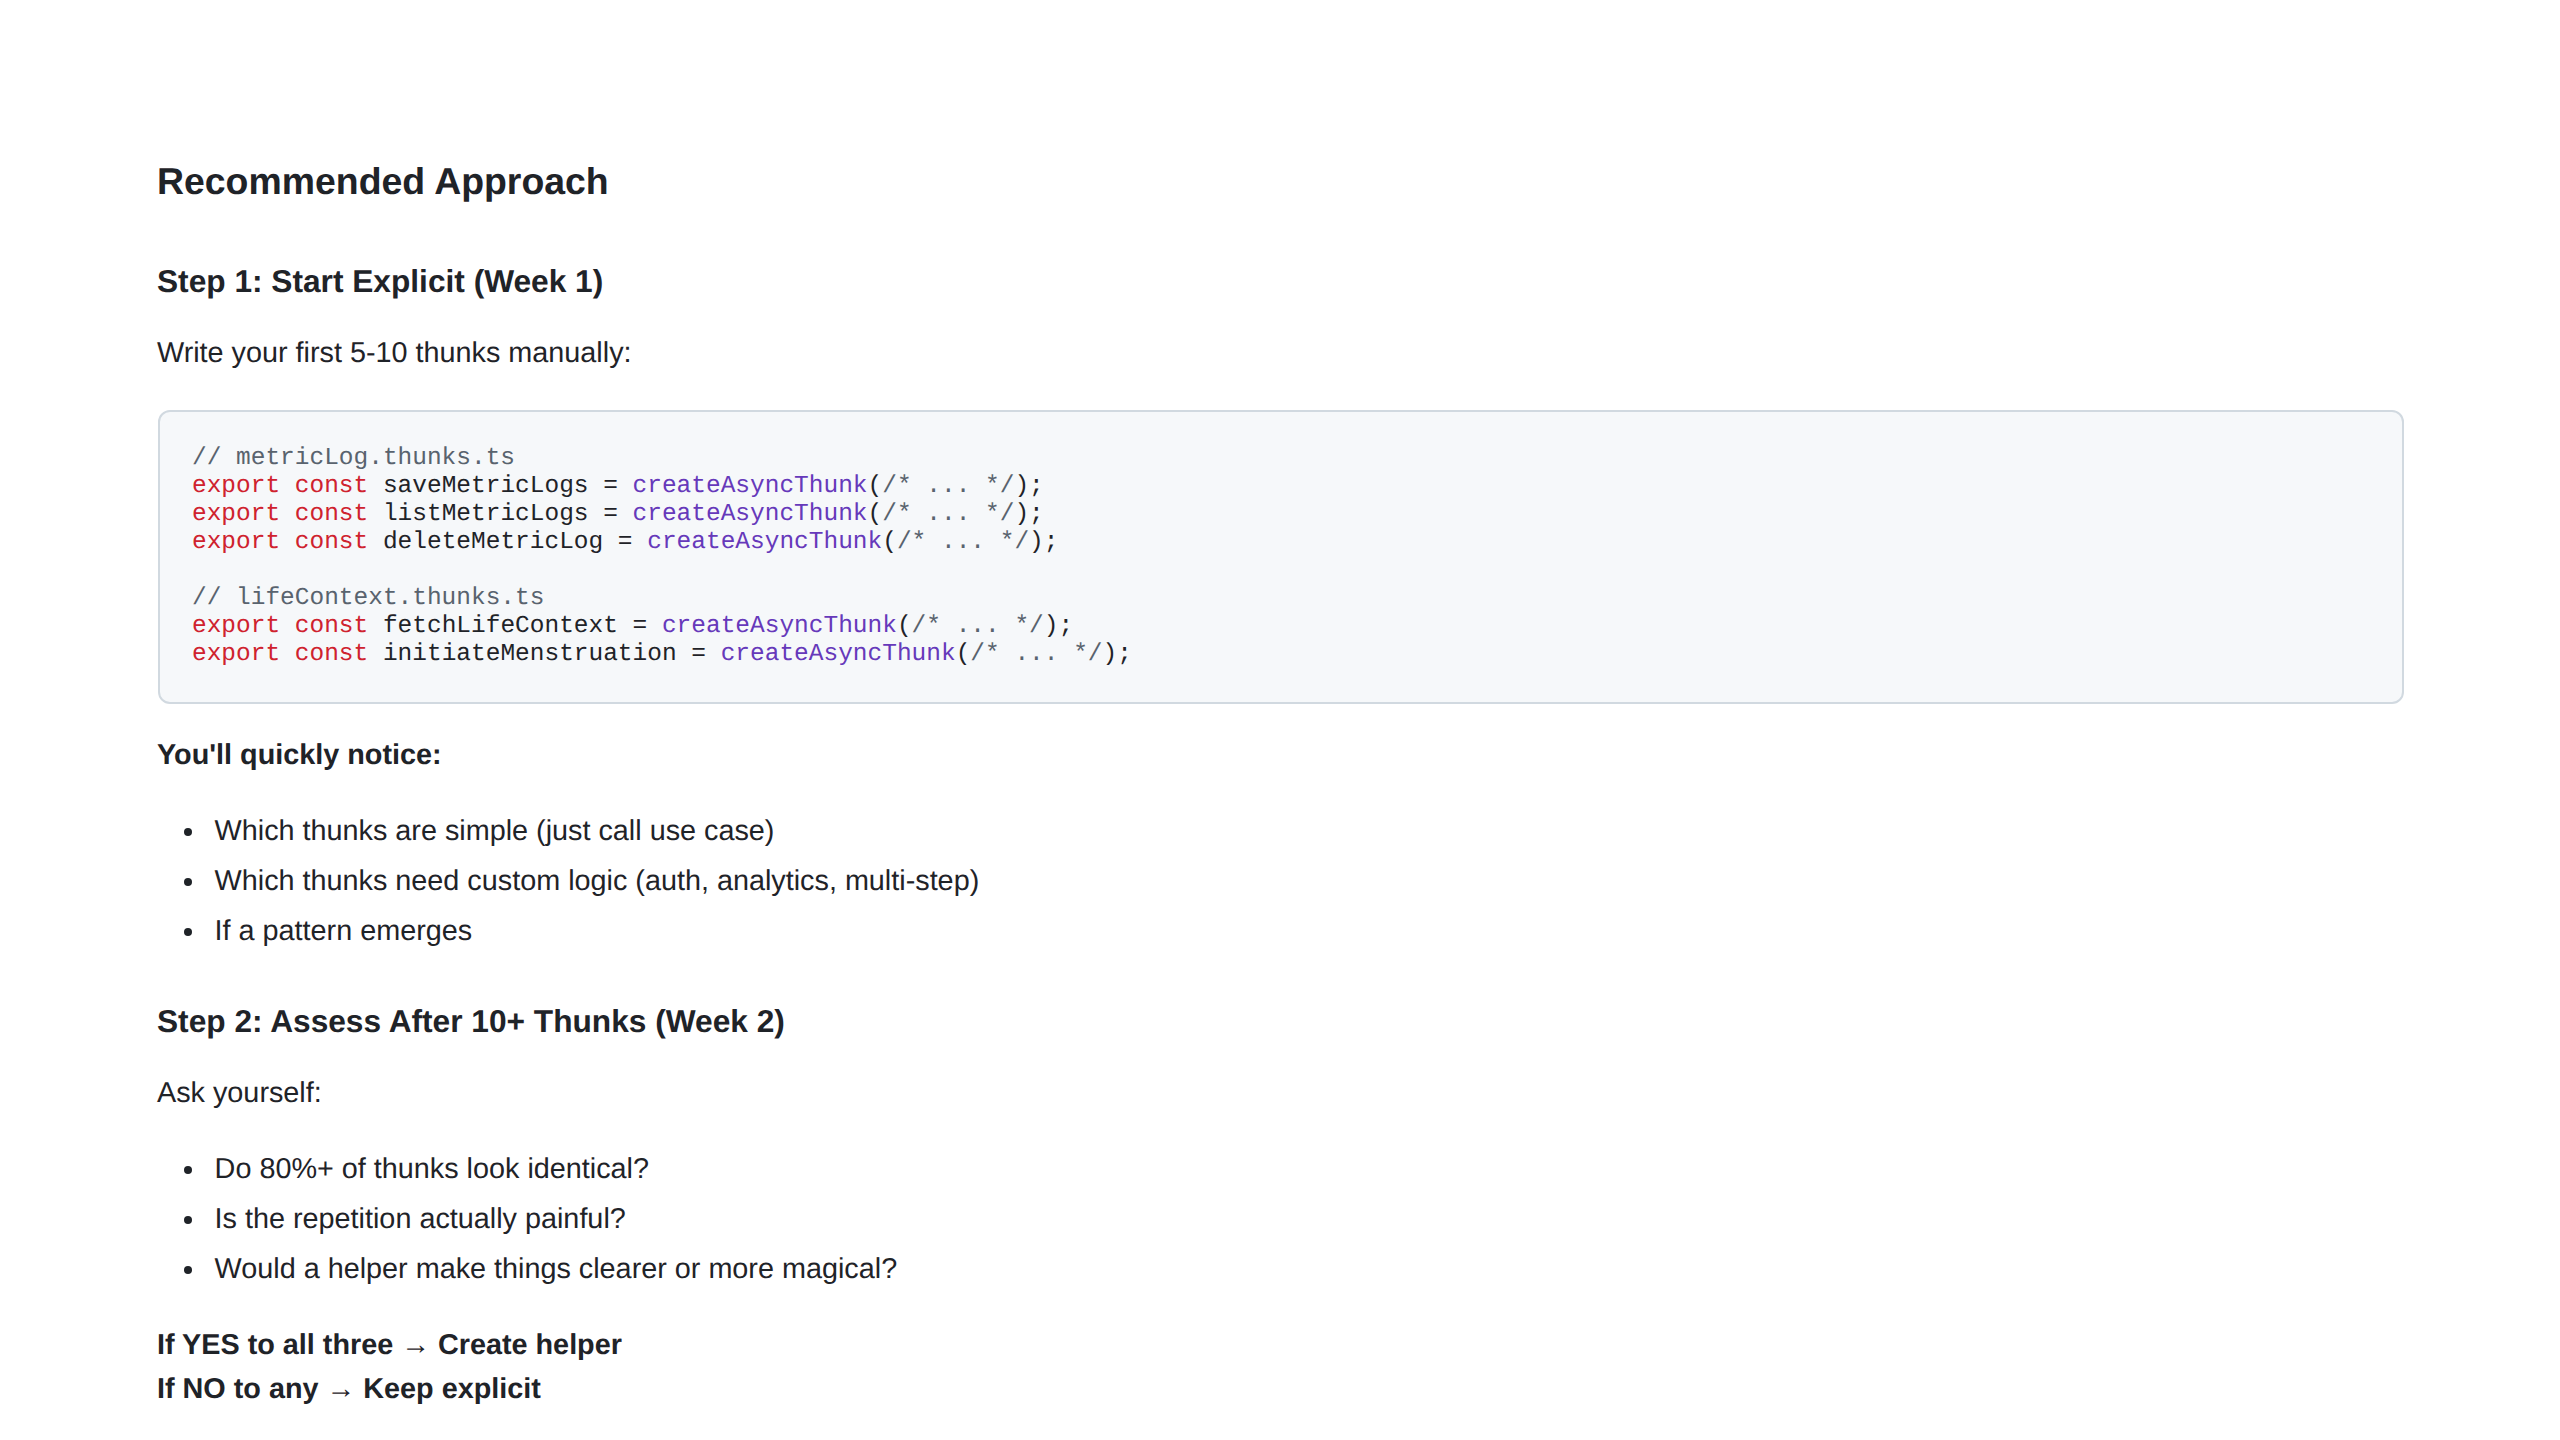 Recommended Approach
Step 1: Start Explicit (Week 1)
Write your first 5-10 thunks manually:
// metricLog.thunks.ts
export const saveMetricLogs = createAsyncThunk(/* ... */);
export const listMetricLogs = createAsyncThunk(/* ... */);
export const deleteMetricLog = createAsyncThunk(/* ... */);
// lifeContext.thunks.ts
export const fetchLifeContext = createAsyncThunk(/* ... */);
export const initiateMenstruation = createAsyncThunk(/* ... */);
You'll quickly notice:
• Which thunks are simple (just call use case)
• Which thunks need custom logic (auth, analytics, multi-step)
• If a pattern emerges
Step 2: Assess After 10+ Thunks (Week 2)
Ask yourself:
• Do 80%+ of thunks look identical?
• Is the repetition actually painful?
• Would a helper make things clearer or more magical?
If YES to all three → Create helper
If NO to any → Keep explicit